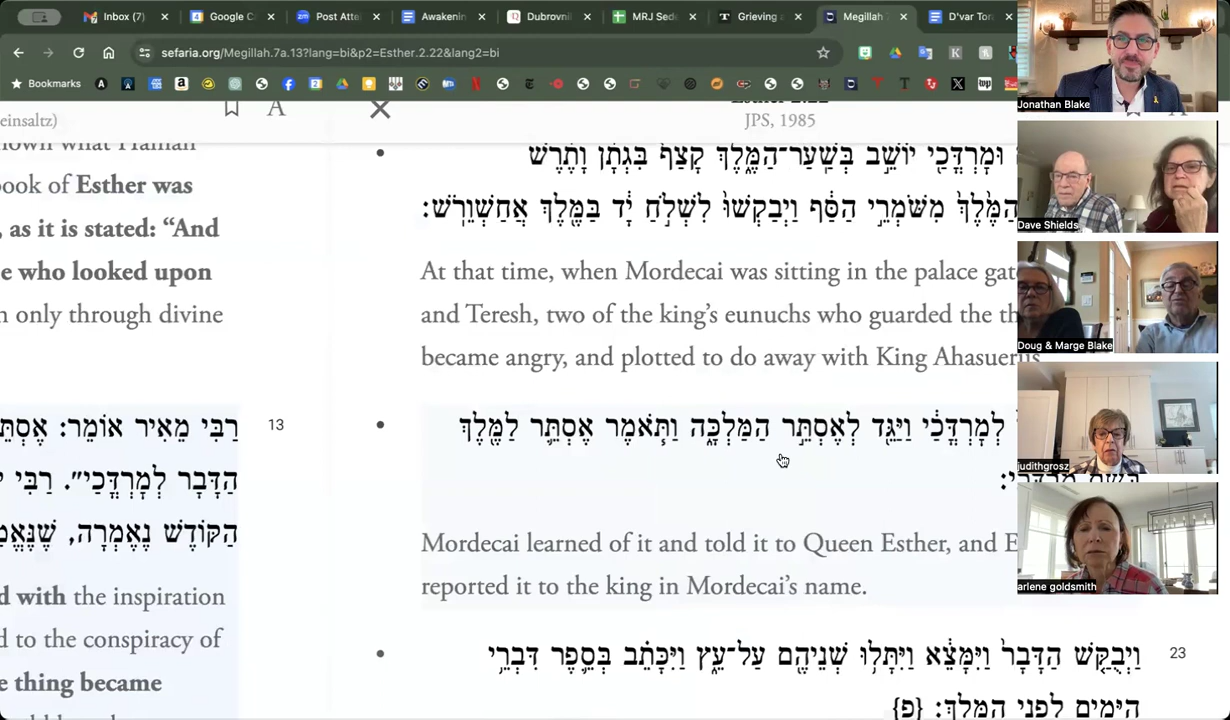 Inbox (7)
Google C
Post Atte
Awakenin
Dubrovni
MRJ Sede
Grieving a
Megillah 7
D'var Tora
sefaria.org/Megillah.7a.13?lang=bi&p2=Esther.2.22&lang2=bi
Bookmarks
einsaltz)
A
JPS, 1985
nown what Haman
book of Esther was
, as it is stated: “And
e who looked upon
n only through divine
13
רַבִּי מֵאִיר אוֹמֵר: אֶסְתֵּ
הַדָּבָר לְמׇרְדֳּכַי״. רַבִּי
הַקּוֹדֶשׁ נֶאֶמְרָה, שֶׁנֶּאֱמַ
d with the inspiration
d to the conspiracy of
e thing became
וּמׇרְדֳּכַ֖י יוֹשֵׁ֣ב בְּשַֽׁעַר־הַמֶּ֑לֶךְ קָצַף֩ בִּגְתָ֨ן וָתֶ֜רֶשׁ
הַמֶּ֙לֶךְ֙ מִשֹּׁמְרֵ֣י הַסַּ֔ף וַיְבַקְשׁוּ֙ לִשְׁלֹ֣חַ יָ֔ד בַּמֶּ֖לֶךְ אֲחַשְׁוֵרֹֽשׁ׃
At that time, when Mordecai was sitting in the palace gat
and Teresh, two of the king’s eunuchs who guarded the th
became angry, and plotted to do away with King Ahasuerus
לְמׇרְדֳּכַ֔י וַיַּגֵּ֖ד לְאֶסְתֵּ֣ר הַמַּלְכָּ֑ה וַתֹּ֧אמֶר אֶסְתֵּ֛ר לַמֶּ֖לֶךְ
Mordecai learned of it and told it to Queen Esther, and E
reported it to the king in Mordecai’s name.
23
וַיְבֻקַּ֤שׁ הַדָּבָר֙ וַיִּמָּצֵ֔א וַיִּתָּל֥וּ שְׁנֵיהֶ֖ם עַל־עֵ֑ץ וַיִּכָּתֵ֗ב בְּסֵ֛פֶר דִּבְרֵ֥י
הַיָּמִ֖ים לִפְנֵ֥י הַמֶּֽלֶךְ׃ {פ}
Jonathan Blake
Dave Shields
Doug & Marge Blake
judithgrosz
arlene goldsmith